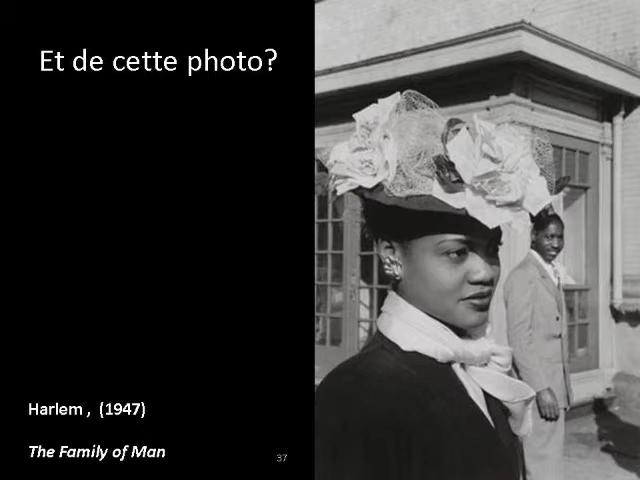 Et de cette photo?
Harlem , (1947)
The Family of Man
37